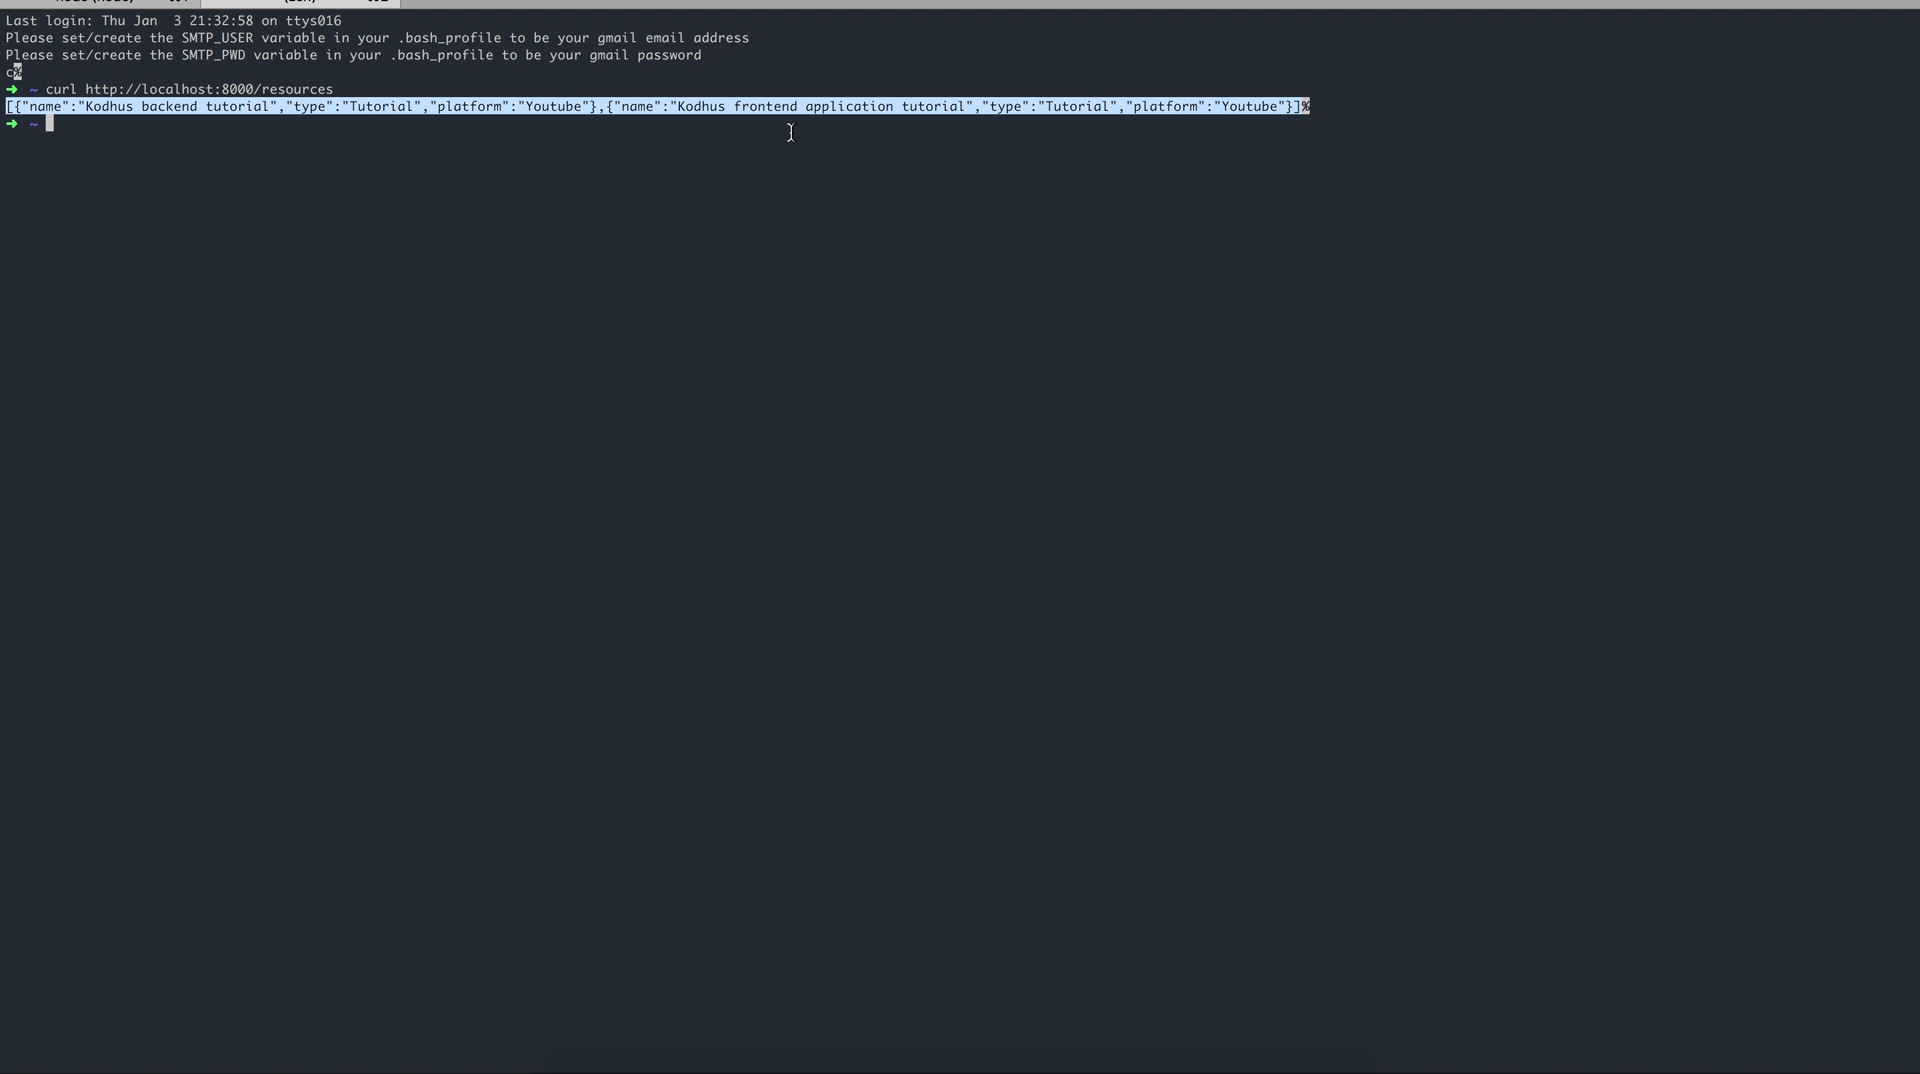 Last login: Thu Jan  3 21:32:58 on ttys016
Please set/create the SMTP_USER variable in your .bash_profile to be your gmail email address
Please set/create the SMTP_PWD variable in your .bash_profile to be your gmail password
c%
➜  ~ curl http://localhost:8000/resources
[{"name":"Kodhus backend tutorial","type":"Tutorial","platform":"Youtube"},{"name":"Kodhus frontend application tutorial","type":"Tutorial","platform":"Youtube"}]%
➜  ~